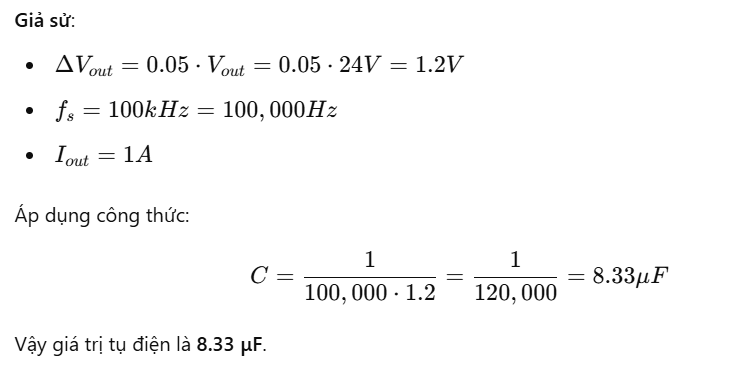 Giả sử:
• ΔV_out = 0.05 · V_out = 0.05 · 24V = 1.2V
• f_s = 100kHz = 100,000Hz
• I_out = 1A
Áp dụng công thức:
C = 1 / (100,000 · 1.2) = 1 / 120,000 = 8.33μF
Vậy giá trị tụ điện là 8.33 μF.